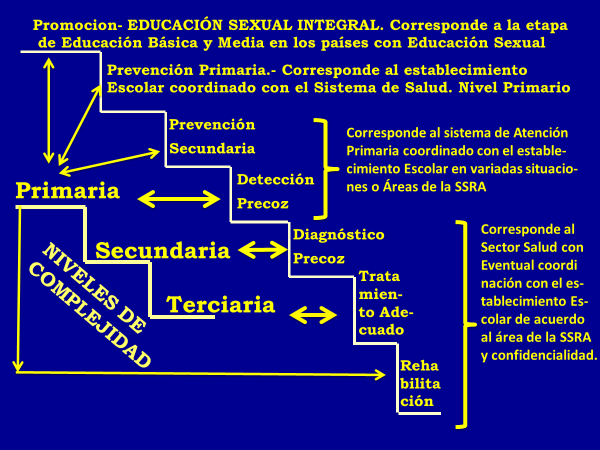 Promocion- EDUCACIÓN SEXUAL INTEGRAL. Corresponde a la etapa
de Educación Básica y Media en los países con Educación Sexual
Prevención Primaria.- Corresponde al establecimiento
Escolar coordinado con el Sistema de Salud. Nivel Primario
Prevención
Secundaria
Corresponde al sistema de Atención
Primaria coordinado con el estable-
cimiento Escolar en variadas situacio-
nes o Áreas de la SSRA
Detección
Precoz
Primaria
Diagnóstico
Precoz
Corresponde al
Sector Salud con
Eventual coordi
nación con el es-
tablecimiento Es-
colar de acuerdo
al área de la SSRA
y confidencialidad.
Secundaria
Trata
mien-
to Ade-
cuado
Terciaria
NIVELES DE
COMPLEJIDAD
Reha
bilita
ción